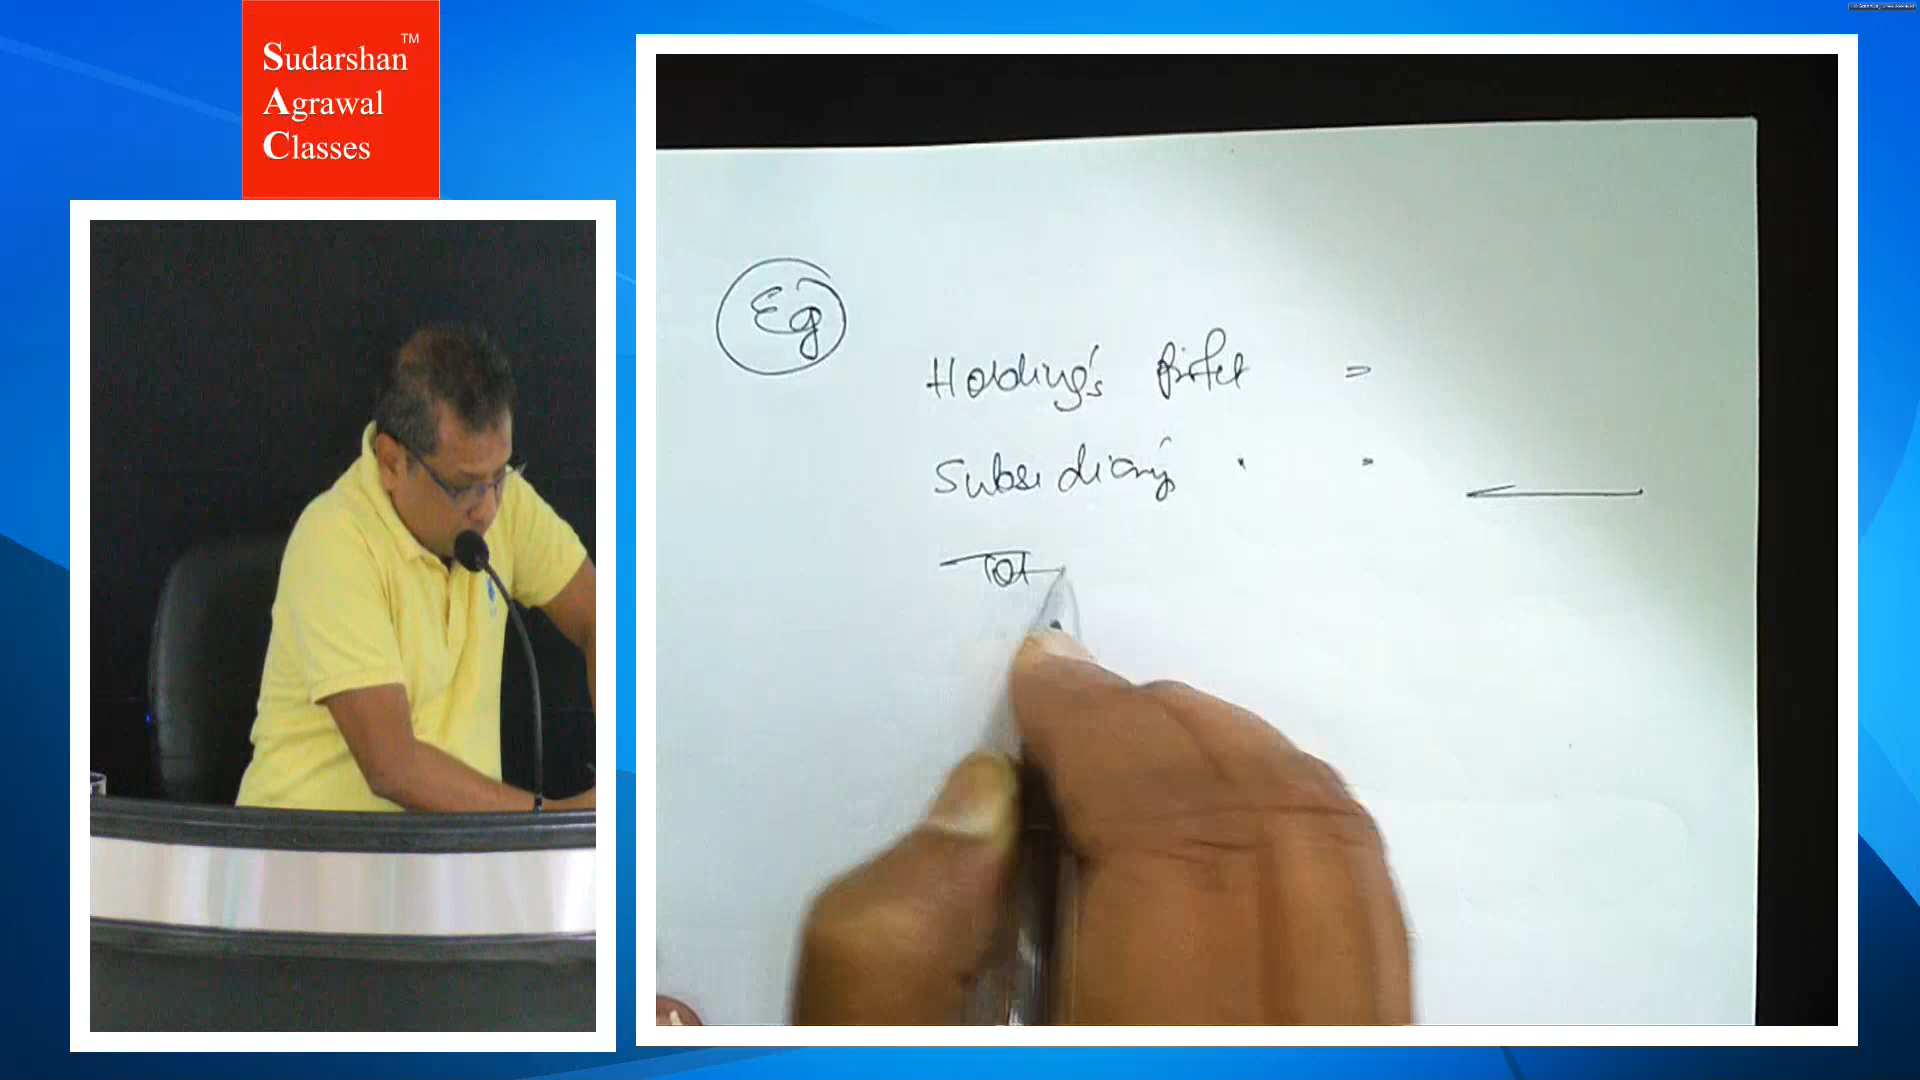 Sudarshan™
Agrawal
Classes
Eg
Holding's Profit =
Subsidiary " =
Tot